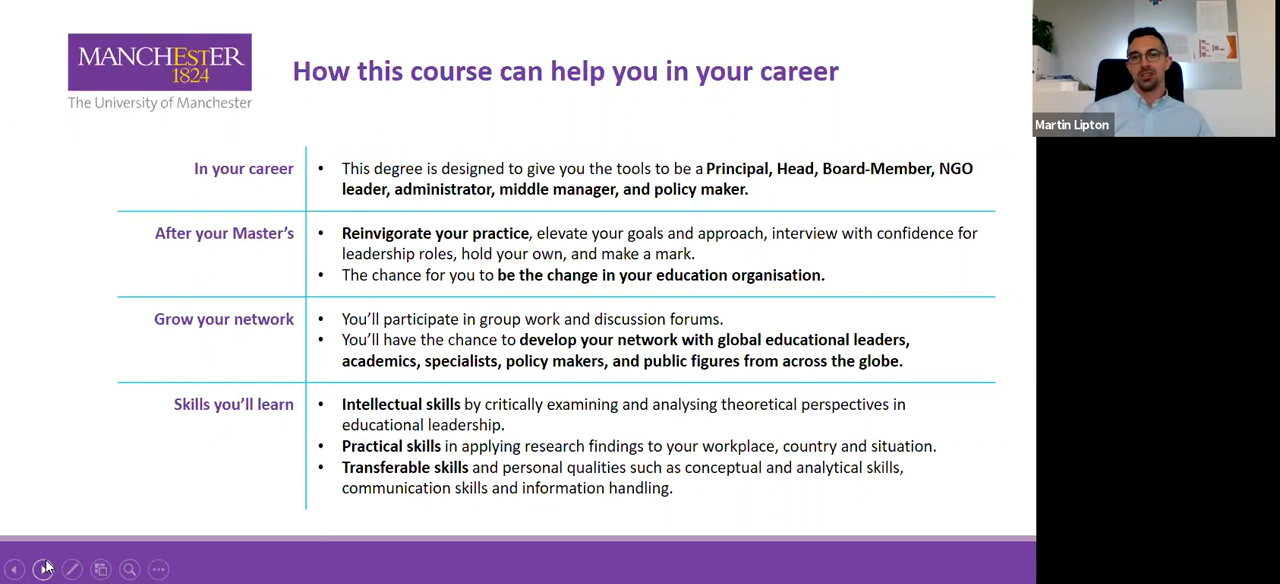 MANCHESTER
1824
The University of Manchester
How this course can help you in your career
Martin Lipton
In your career
• This degree is designed to give you the tools to be a Principal, Head, Board-Member, NGO
leader, administrator, middle manager, and policy maker.
After your Master's
• Reinvigorate your practice, elevate your goals and approach, interview with confidence for
leadership roles, hold your own, and make a mark.
• The chance for you to be the change in your education organisation.
Grow your network
• You'll participate in group work and discussion forums.
• You'll have the chance to develop your network with global educational leaders,
academics, specialists, policy makers, and public figures from across the globe.
Skills you'll learn
• Intellectual skills by critically examining and analysing theoretical perspectives in
educational leadership.
• Practical skills in applying research findings to your workplace, country and situation.
• Transferable skills and personal qualities such as conceptual and analytical skills,
communication skills and information handling.